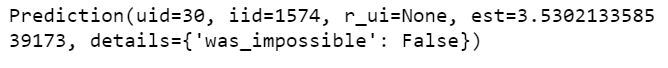 Prediction(uid=30, iid=1574, r_ui=None, est=3.5302133585
39173, details={'was_impossible': False})